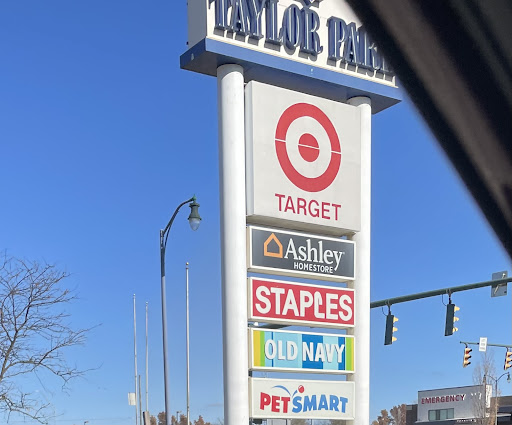 TAYLOR PARK
TARGET
Ashley
HOMESTORE
STAPLES
OLD NAVY
PETSMART
EMERGENCY